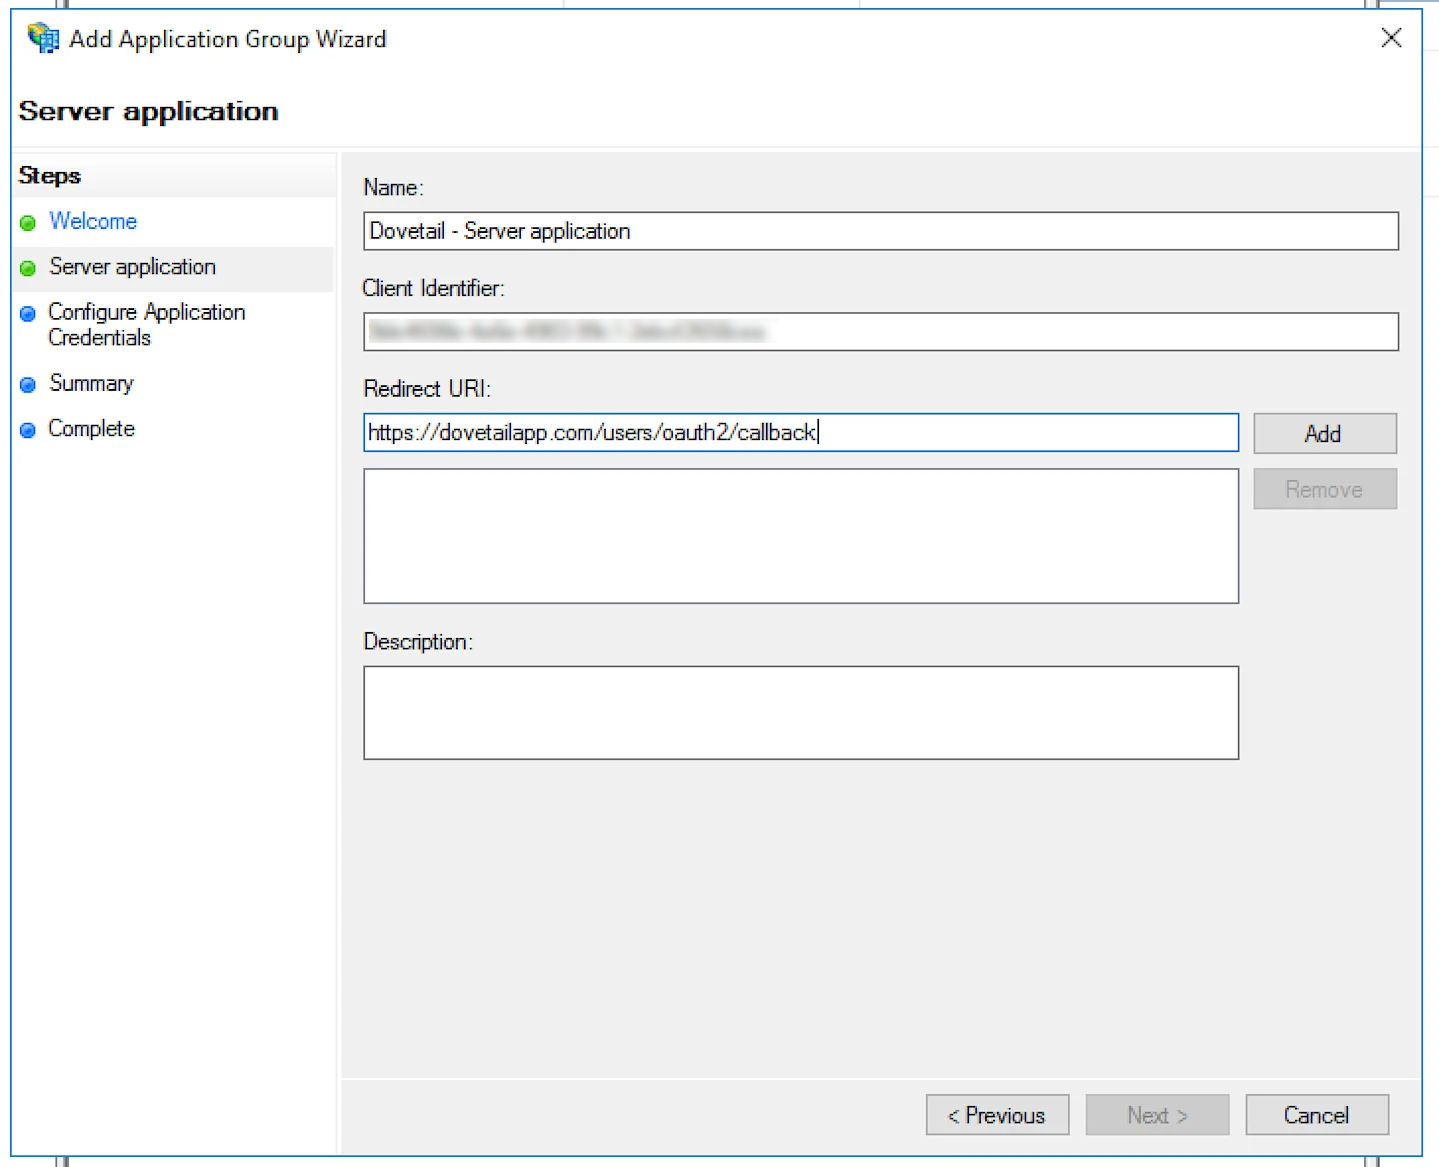 Add Application Group Wizard
Server application
Steps
Welcome
Server application
Configure Application
Credentials
Summary
Complete
Name:
Dovetail - Server application
Client Identifier:
Redirect URI:
https://dovetailapp.com/users/oauth2/callback
Add
Remove
Description:
< Previous
Next >
Cancel